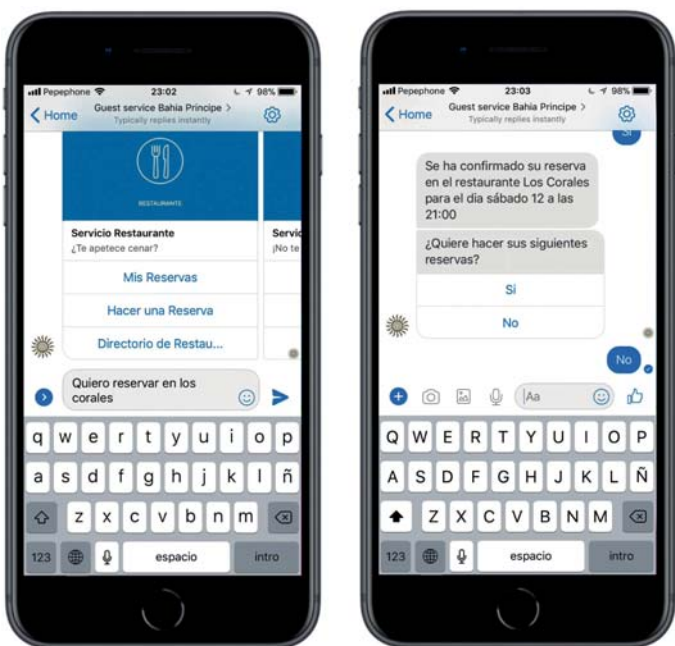 Pepephone 23:02 98%
Home Guest service Bahia Principe >
Typically replies instantly
RESTAURANTE
Servicio Restaurante
¿Te apetece cenar?
Mis Reservas
Hacer una Reserva
Directorio de Restau...
Servic
¡No te
Quiero reservar en los
corales
q w e r t y u i o p
a s d f g h j k l ñ
z x c v b n m
123 espacio intro
Pepephone 23:03 98%
Home Guest service Bahia Principe >
Typically replies instantly
Si
Se ha confirmado su reserva
en el restaurante Los Corales
para el dia sábado 12 a las
21:00
¿Quiere hacer sus siguientes
reservas?
Si
No
No
Aa
Q W E R T Y U I O P
A S D F G H J K L Ñ
Z X C V B N M
123 espacio intro